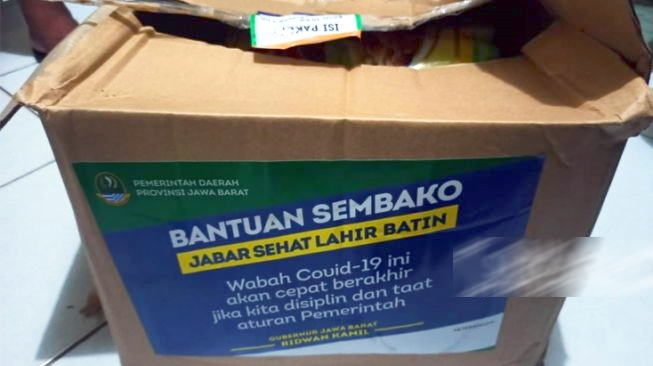 ISI PAKET
PEMERINTAH DAERAH
PROVINSI JAWA BARAT
BANTUAN SEMBAKO
JABAR SEHAT LAHIR BATIN
Wabah Covid-19 ini
akan cepat berakhir
jika kita disiplin dan taat
aturan Pemerintah
GUBERNUR JAWA BARAT
RIDWAN KAMIL